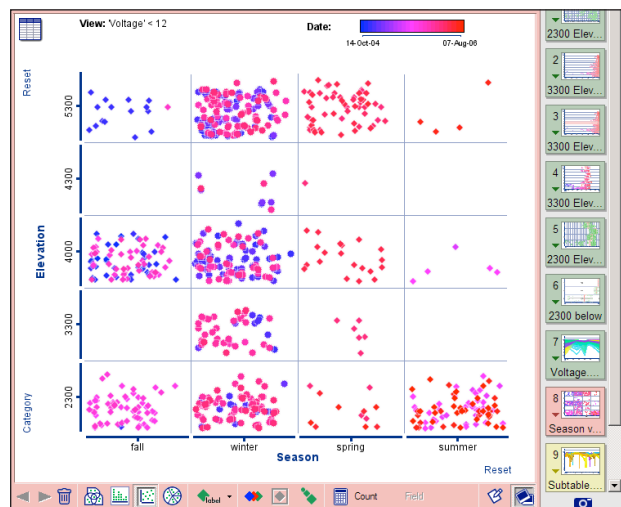 View: 'Voltage' < 12
Date:
14-Oct-04
07-Aug-06
Reset
5300
4300
Elevation
4000
3300
2300
Category
fall
winter
spring
summer
Season
Reset
label
Count
Field
2300 Elev...
2
3300 Elev...
3
3300 Elev...
4
3300 Elev...
5
2300 Elev...
6
2300 below
7
Voltage....
8
Season v...
9
Subtable....